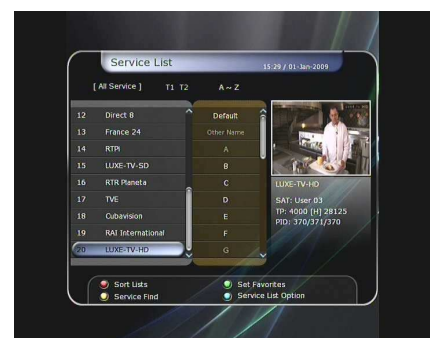 Service List
15:29 / 01-Jan-2009
[ All Service ] T1 T2 A ~ Z
12 Direct 8
13 France 24
14 RTPi
15 LUXE-TV-SD
16 RTR Planeta
17 TVE
18 Cubavision
19 RAI International
20 LUXE-TV-HD
Default
Other Name
A
B
C
D
E
F
G
LUXE-TV-HD
SAT: User 03
TP: 4000 [H] 28125
PID: 370/371/370
Sort Lists
Set Favorites
Service Find
Service List Option